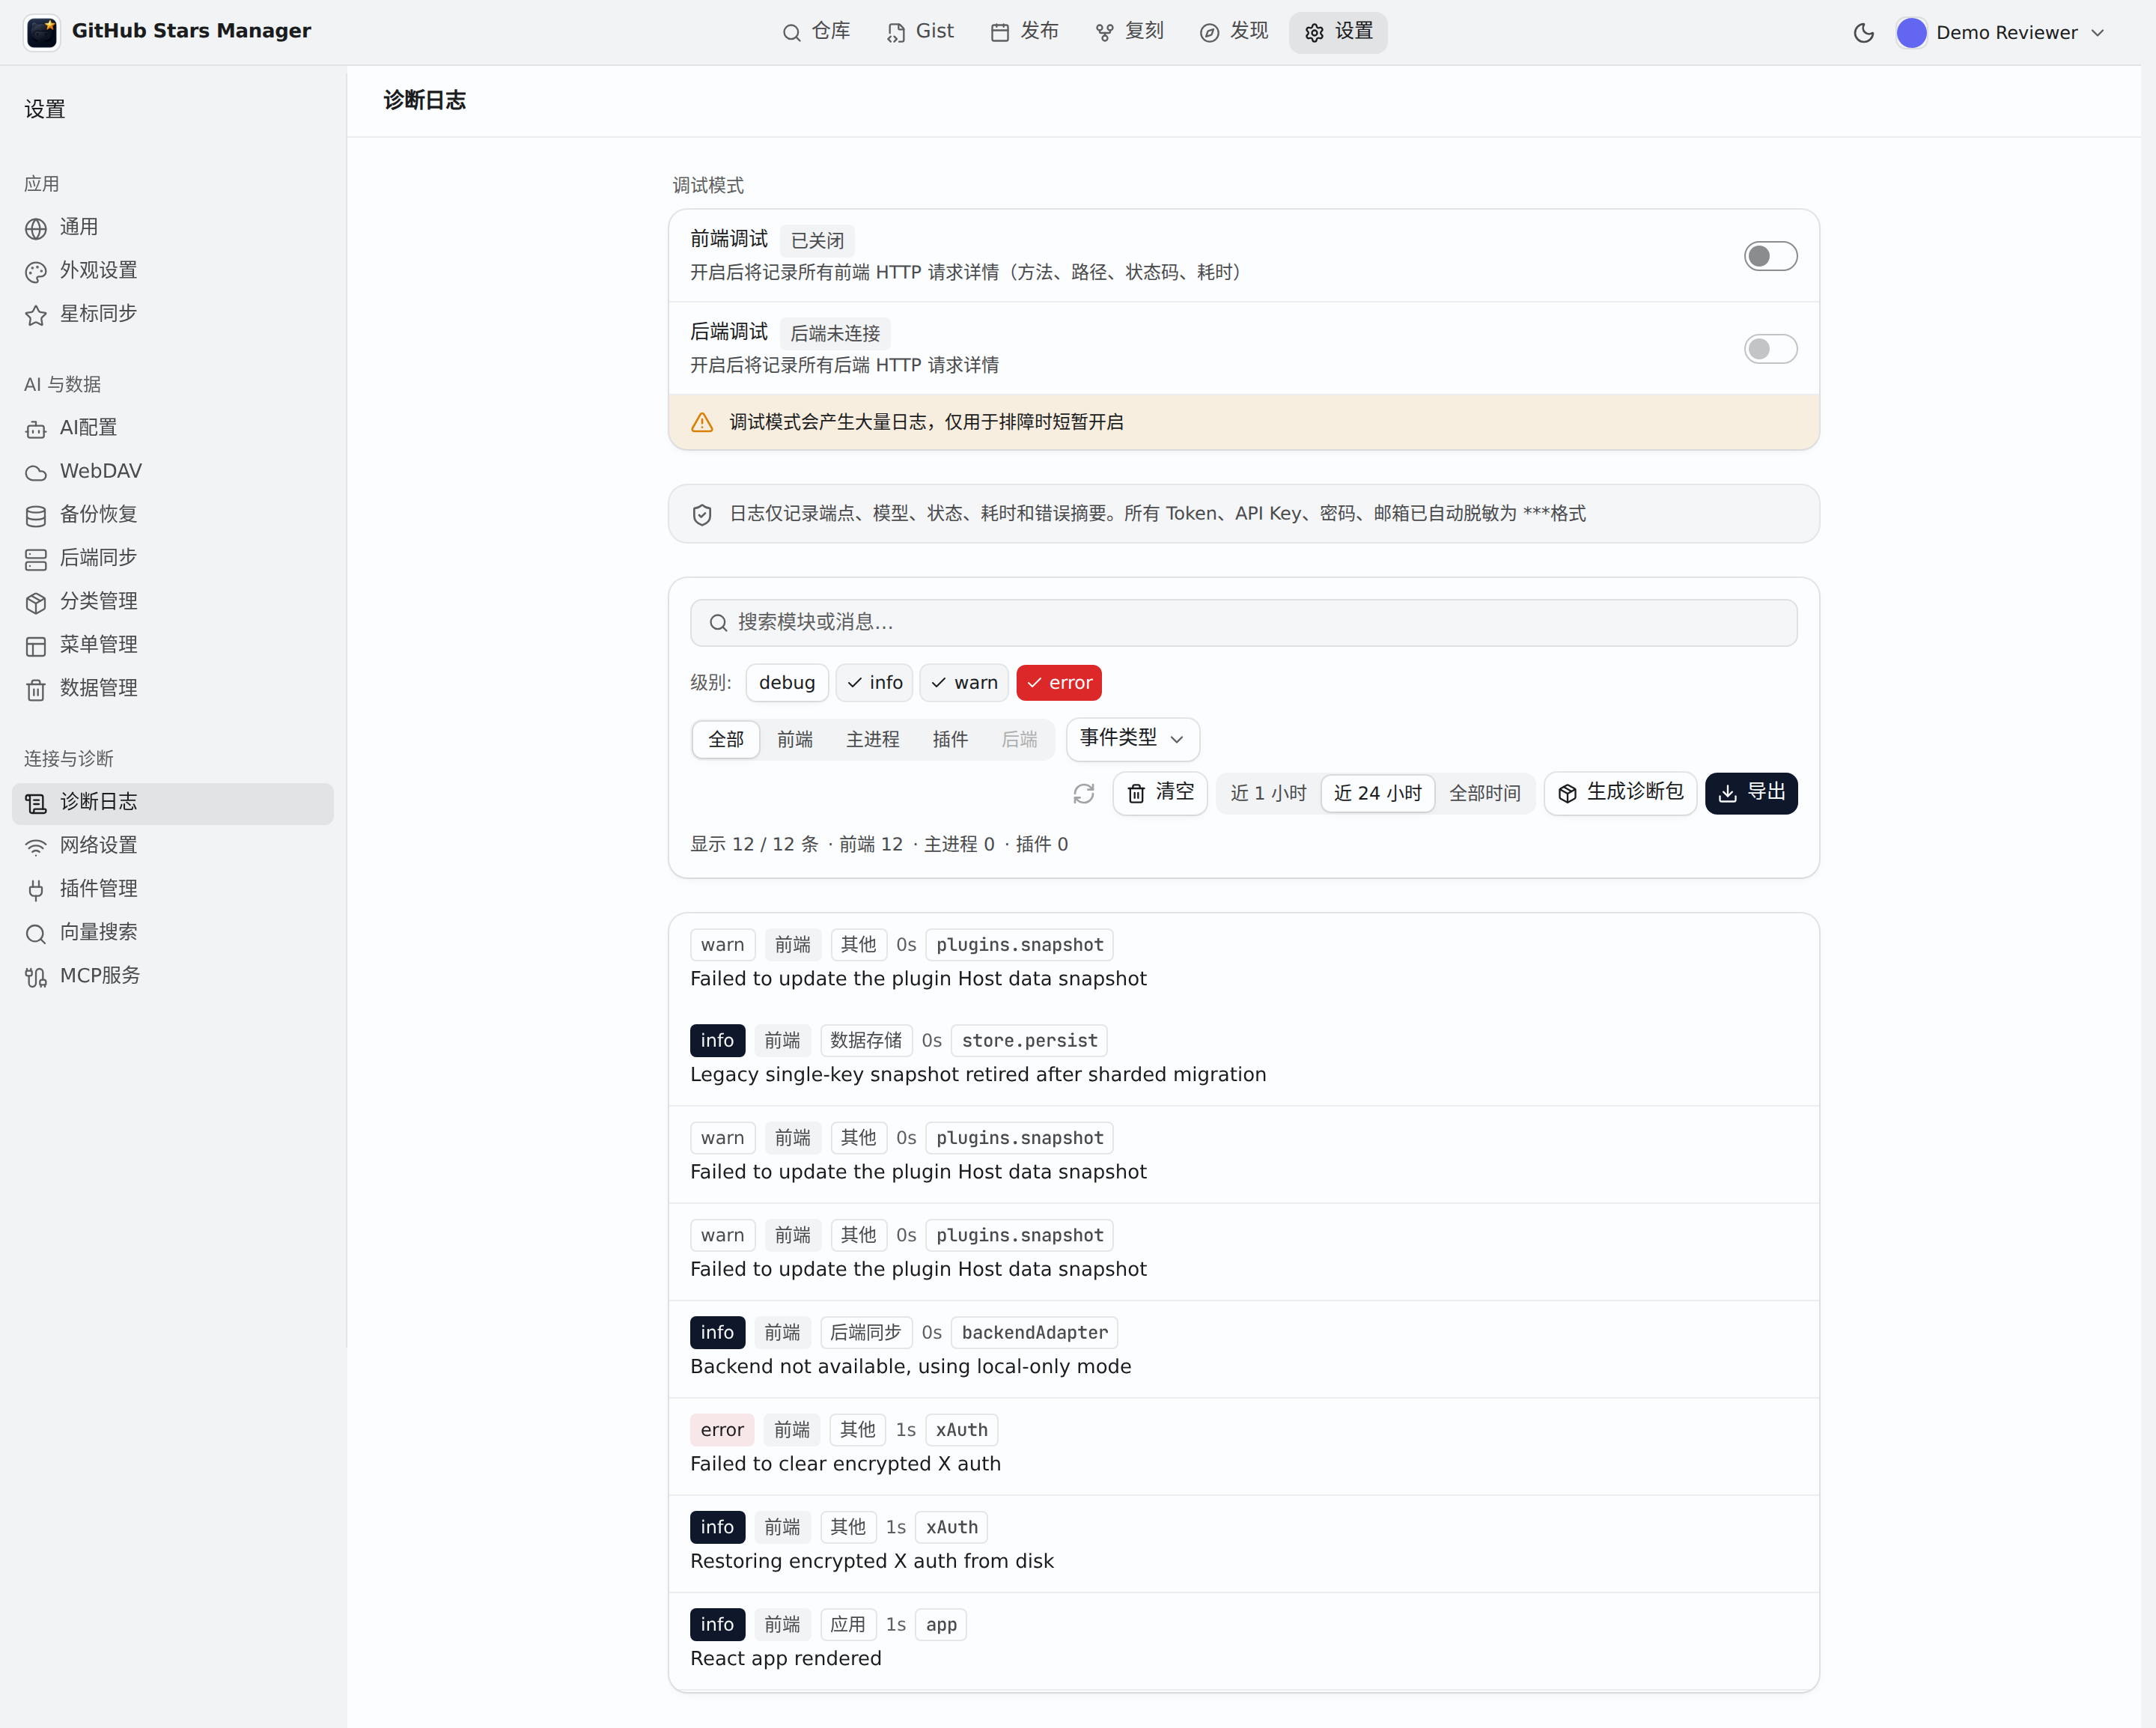 GitHub Stars Manager
仓库
Gist
发布
复刻
发现
设置
Demo Reviewer
设置
应用
通用
外观设置
星标同步
AI 与数据
AI配置
WebDAV
备份恢复
后端同步
分类管理
菜单管理
数据管理
连接与诊断
诊断日志
网络设置
插件管理
向量搜索
MCP服务
诊断日志
调试模式
前端调试 已关闭
开启后将记录所有前端 HTTP 请求详情（方法、路径、状态码、耗时）
后端调试 后端未连接
开启后将记录所有后端 HTTP 请求详情
调试模式会产生大量日志，仅用于排障时短暂开启
日志仅记录端点、模型、状态、耗时和错误摘要。所有 Token、API Key、密码、邮箱已自动脱敏为 ***格式
搜索模块或消息...
级别: debug info warn error
全部 前端 主进程 插件 后端 事件类型
清空 近 1 小时 近 24 小时 全部时间 生成诊断包 导出
显示 12 / 12 条 · 前端 12 · 主进程 0 · 插件 0
warn 前端 其他 0s plugins.snapshot
Failed to update the plugin Host data snapshot
info 前端 数据存储 0s store.persist
Legacy single-key snapshot retired after sharded migration
warn 前端 其他 0s plugins.snapshot
Failed to update the plugin Host data snapshot
warn 前端 其他 0s plugins.snapshot
Failed to update the plugin Host data snapshot
info 前端 后端同步 0s backendAdapter
Backend not available, using local-only mode
error 前端 其他 1s xAuth
Failed to clear encrypted X auth
info 前端 其他 1s xAuth
Restoring encrypted X auth from disk
info 前端 应用 1s app
React app rendered